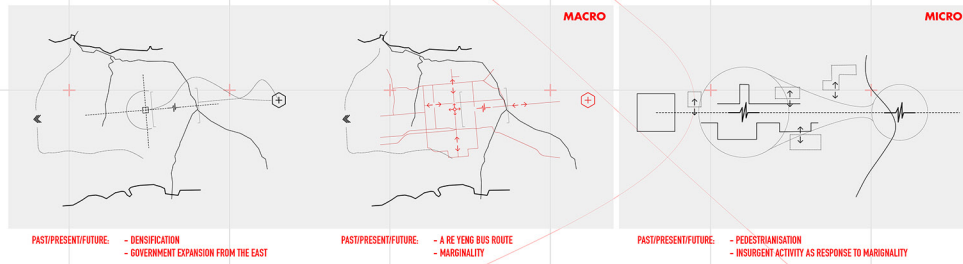 MACRO
MICRO
PAST/PRESENT/FUTURE: - DENSIFICATION
- GOVERNMENT EXPANSION FROM THE EAST
PAST/PRESENT/FUTURE: - A RE YENG BUS ROUTE
- MARGINALITY
PAST/PRESENT/FUTURE: - PEDESTRIANISATION
- INSURGENT ACTIVITY AS RESPONSE TO MARIGNALITY